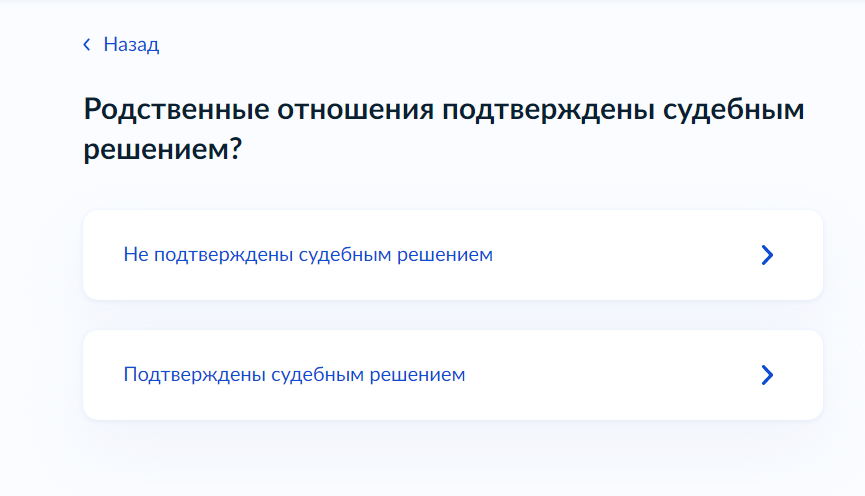 Назад
Родственные отношения подтверждены судебным
решением?
Не подтверждены судебным решением
Подтверждены судебным решением